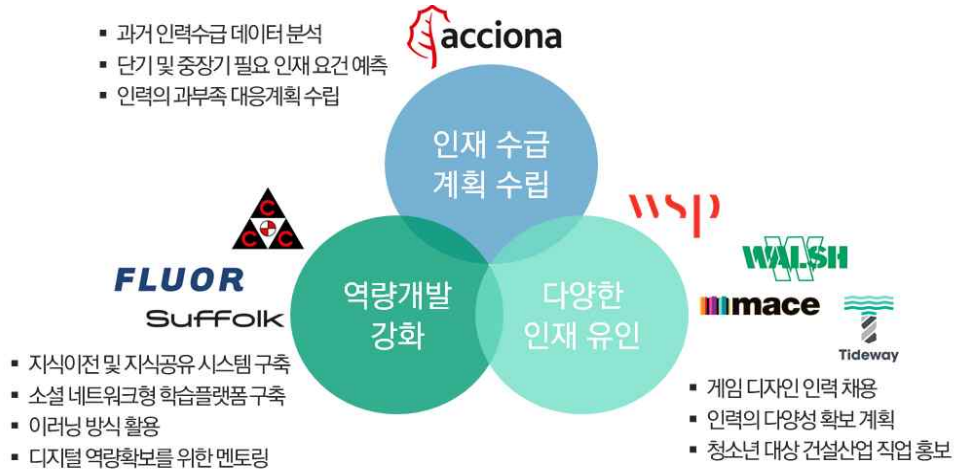 ▪ 과거 인력수급 데이터 분석
▪ 단기 및 중장기 필요 인재 요건 예측
▪ 인력의 과부족 대응계획 수립
acciona
인재 수급
계획 수립
C
C C
FLUOR
Suffolk
역량개발
강화
▪ 지식이전 및 지식공유 시스템 구축
▪ 소셜 네트워크형 학습플랫폼 구축
▪ 이러닝 방식 활용
▪ 디지털 역량확보를 위한 멘토링
다양한
인재 유인
wsp
WALSH
mace
Tideway
▪ 게임 디자인 인력 채용
▪ 인력의 다양성 확보 계획
▪ 청소년 대상 건설산업 직업 홍보